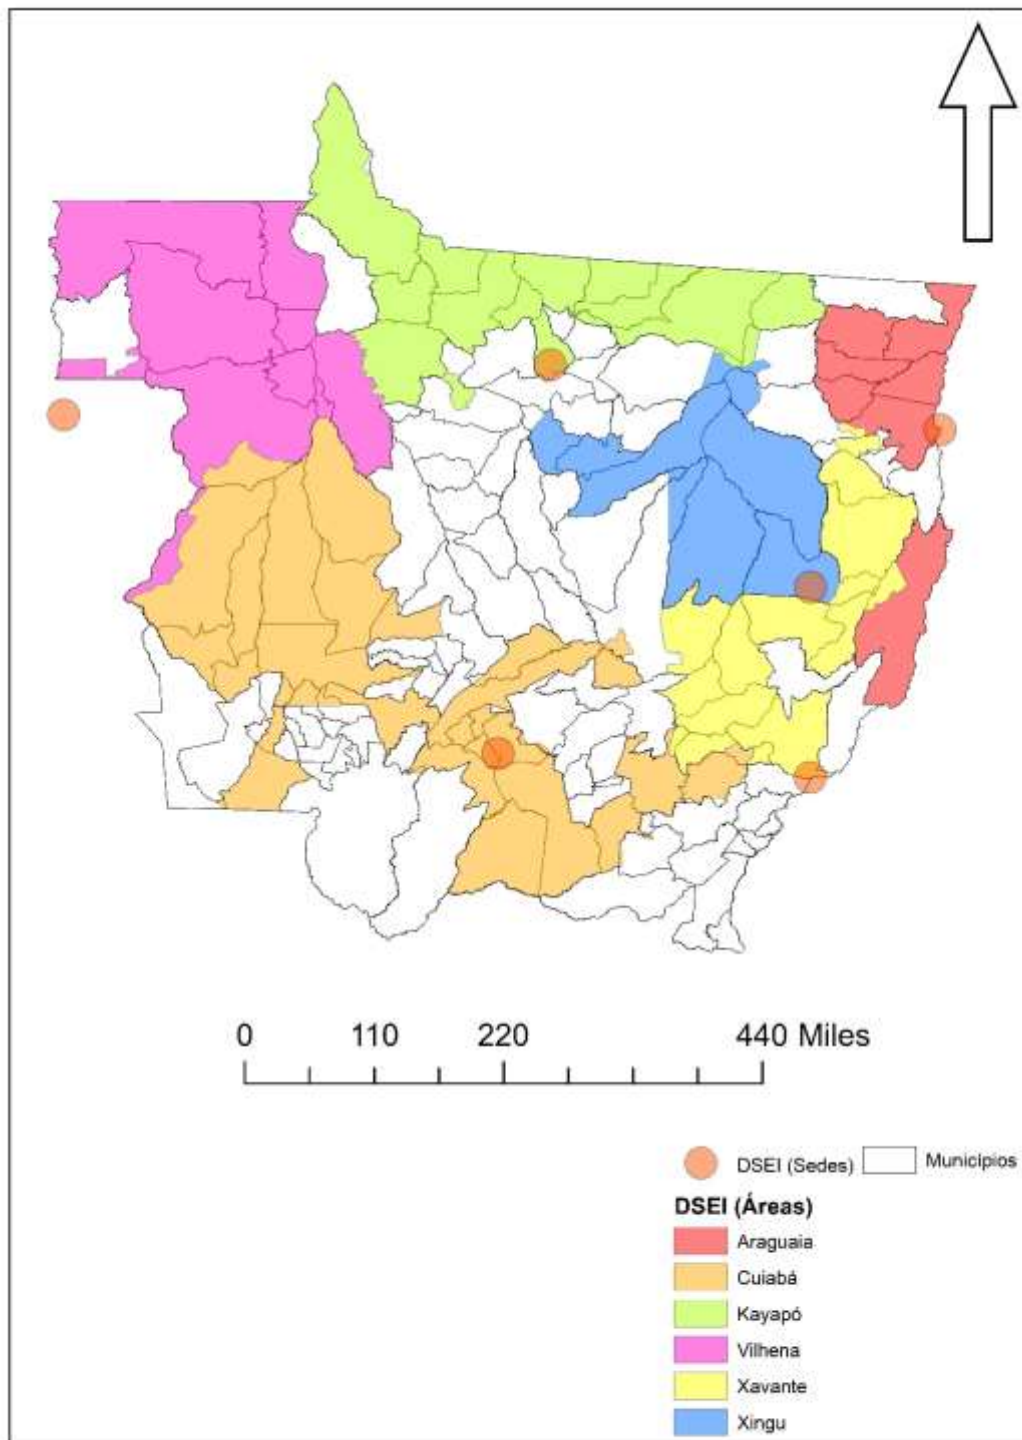 0 110 220 440 Miles
DSEI (Sedes) Municípios
DSEI (Áreas)
Araguaia
Cuiabá
Kayapó
Vilhena
Xavante
Xingu